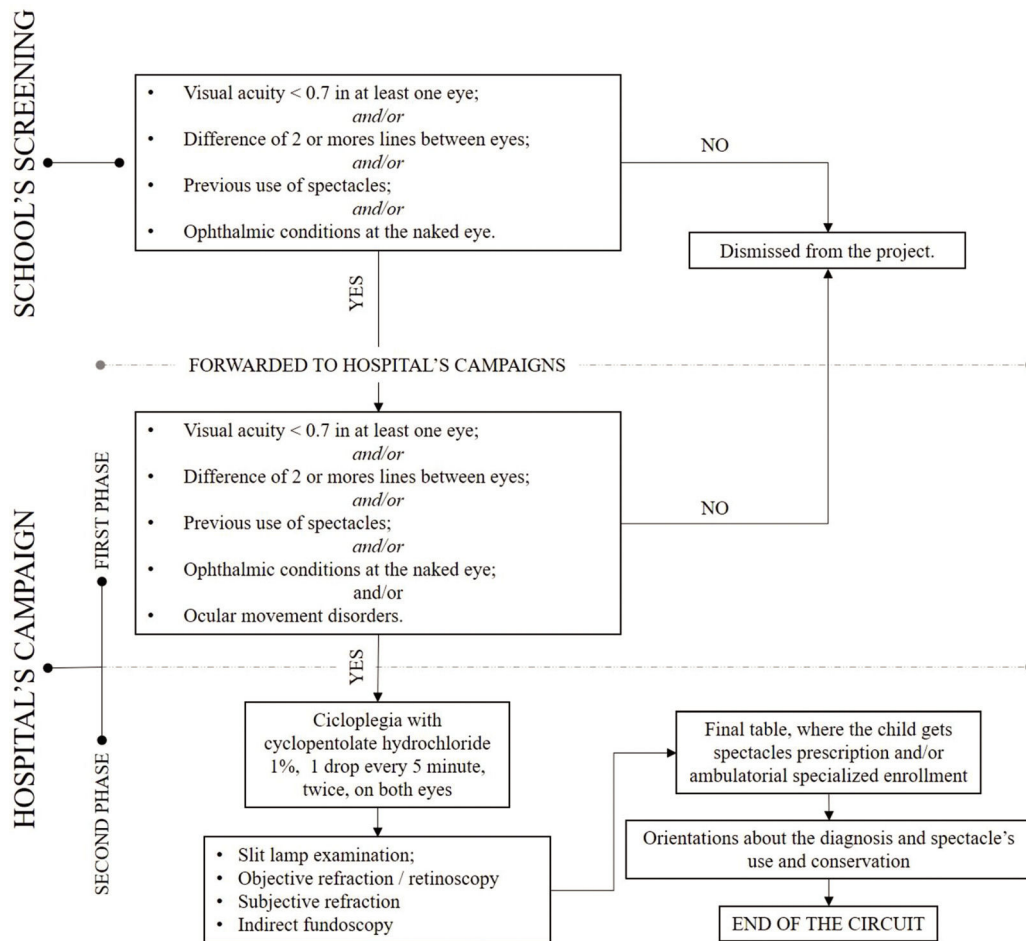 SCHOOL'S SCREENING
• Visual acuity < 0.7 in at least one eye;
and/or
• Difference of 2 or mores lines between eyes;
and/or
• Previous use of spectacles;
and/or
• Ophthalmic conditions at the naked eye.
NO
Dismissed from the project.
YES
FORWARDED TO HOSPITAL'S CAMPAIGNS
HOSPITAL'S CAMPAIGN
FIRST PHASE
• Visual acuity < 0.7 in at least one eye;
and/or
• Difference of 2 or mores lines between eyes;
and/or
• Previous use of spectacles;
and/or
• Ophthalmic conditions at the naked eye;
and/or
• Ocular movement disorders.
NO
YES
SECOND PHASE
Cicloplegia with
cyclopentolate hydrochloride
1%, 1 drop every 5 minute,
twice, on both eyes
• Slit lamp examination;
• Objective refraction / retinoscopy
• Subjective refraction
• Indirect fundoscopy
Final table, where the child gets
spectacles prescription and/or
ambulatorial specialized enrollment
Orientations about the diagnosis and spectacle's
use and conservation
END OF THE CIRCUIT